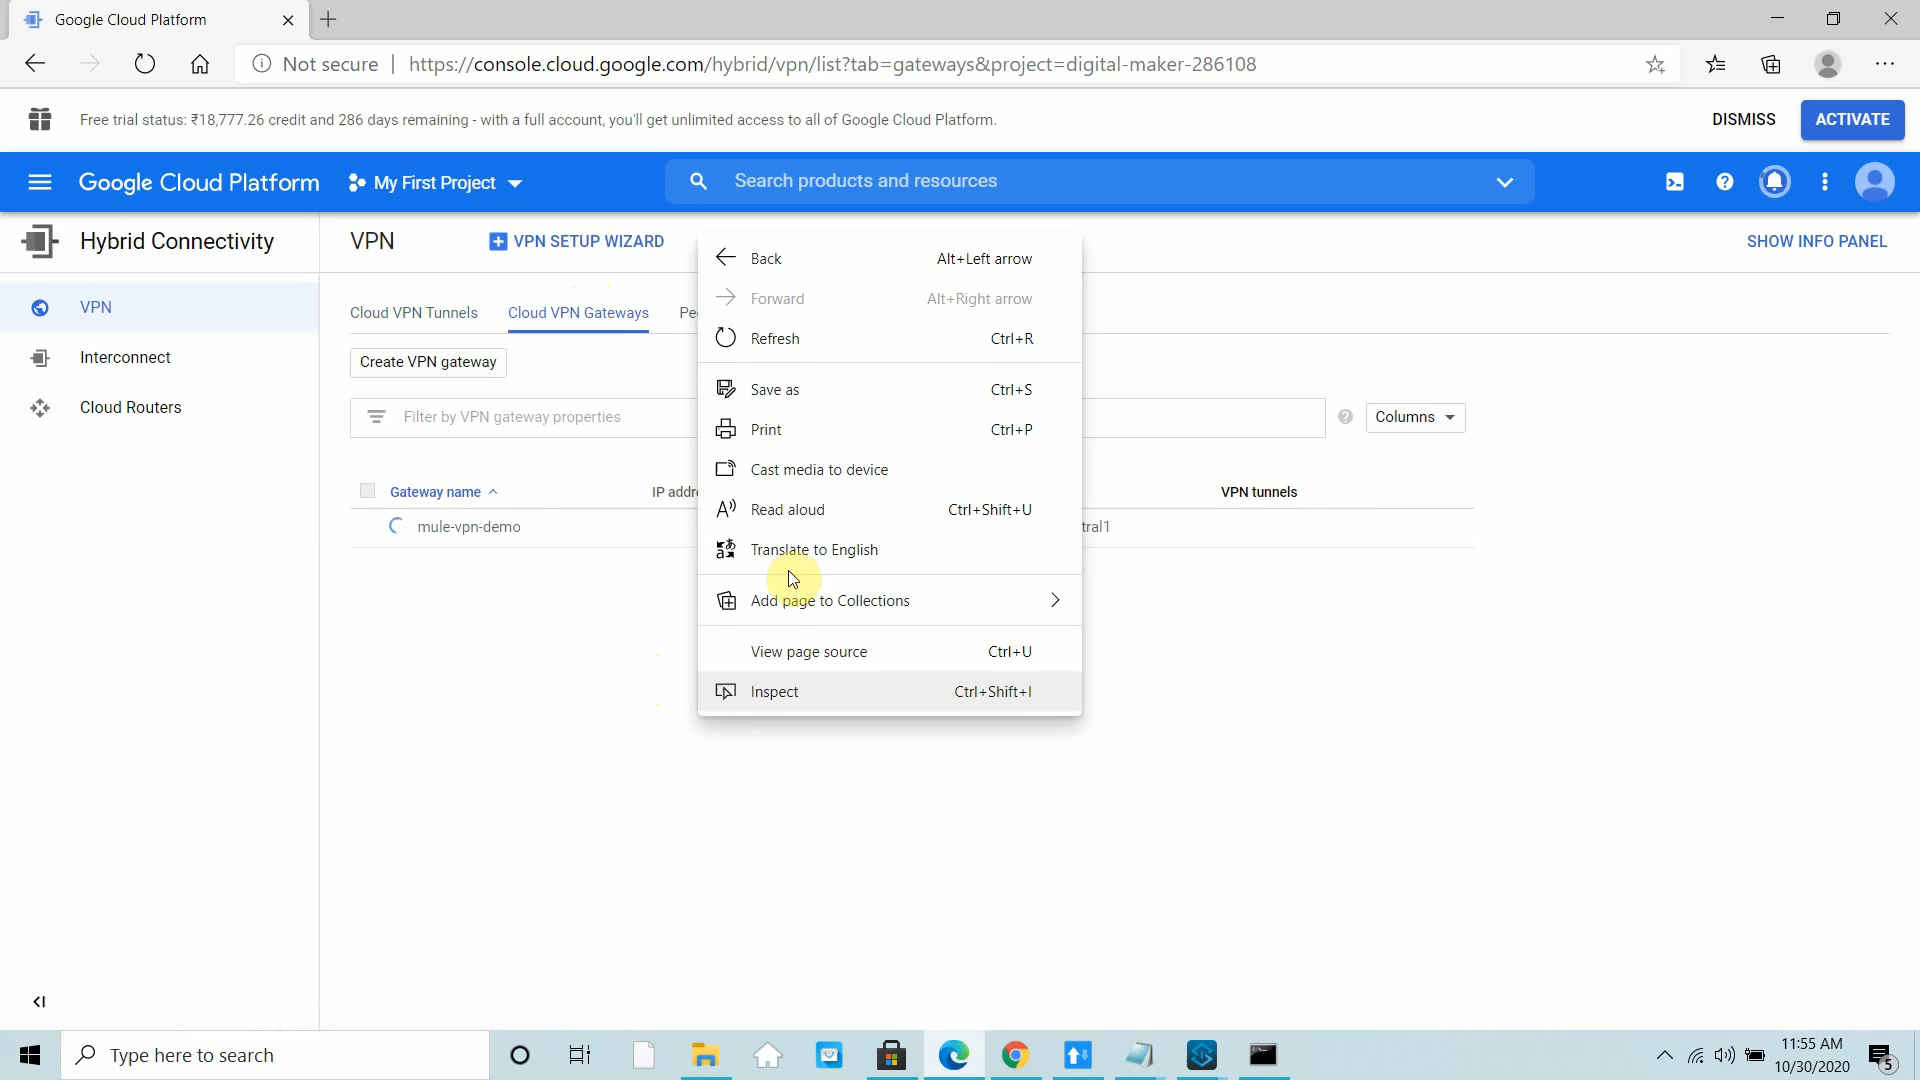 Google Cloud Platform
Not secure | https://console.cloud.google.com/hybrid/vpn/list?tab=gateways&project=digital-maker-286108
Free trial status: ₹18,777.26 credit and 286 days remaining - with a full account, you'll get unlimited access to all of Google Cloud Platform.
DISMISS
ACTIVATE
Google Cloud Platform
My First Project
Search products and resources
Hybrid Connectivity
VPN
VPN SETUP WIZARD
SHOW INFO PANEL
VPN
Interconnect
Cloud Routers
Cloud VPN Tunnels
Cloud VPN Gateways
Pe
Create VPN gateway
Filter by VPN gateway properties
Columns
Gateway name
IP addr
VPN tunnels
mule-vpn-demo
tral1
Back Alt+Left arrow
Forward Alt+Right arrow
Refresh Ctrl+R
Save as Ctrl+S
Print Ctrl+P
Cast media to device
Read aloud Ctrl+Shift+U
Translate to English
Add page to Collections
View page source Ctrl+U
Inspect Ctrl+Shift+I
Type here to search
11:55 AM
10/30/2020
5